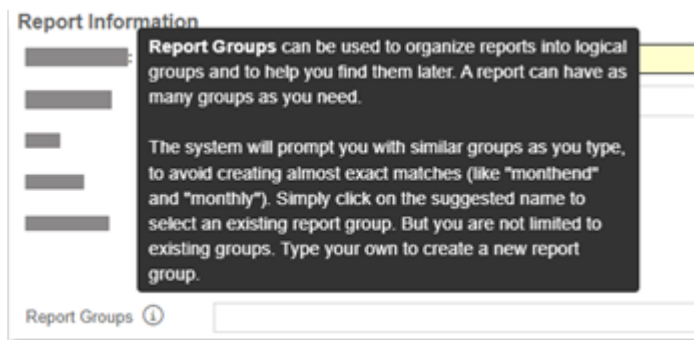 Report Information
Report Groups can be used to organize reports into logical
groups and to help you find them later. A report can have as
many groups as you need.
The system will prompt you with similar groups as you type,
to avoid creating almost exact matches (like "monthend"
and "monthly"). Simply click on the suggested name to
select an existing report group. But you are not limited to
existing groups. Type your own to create a new report
group.
Report Groups